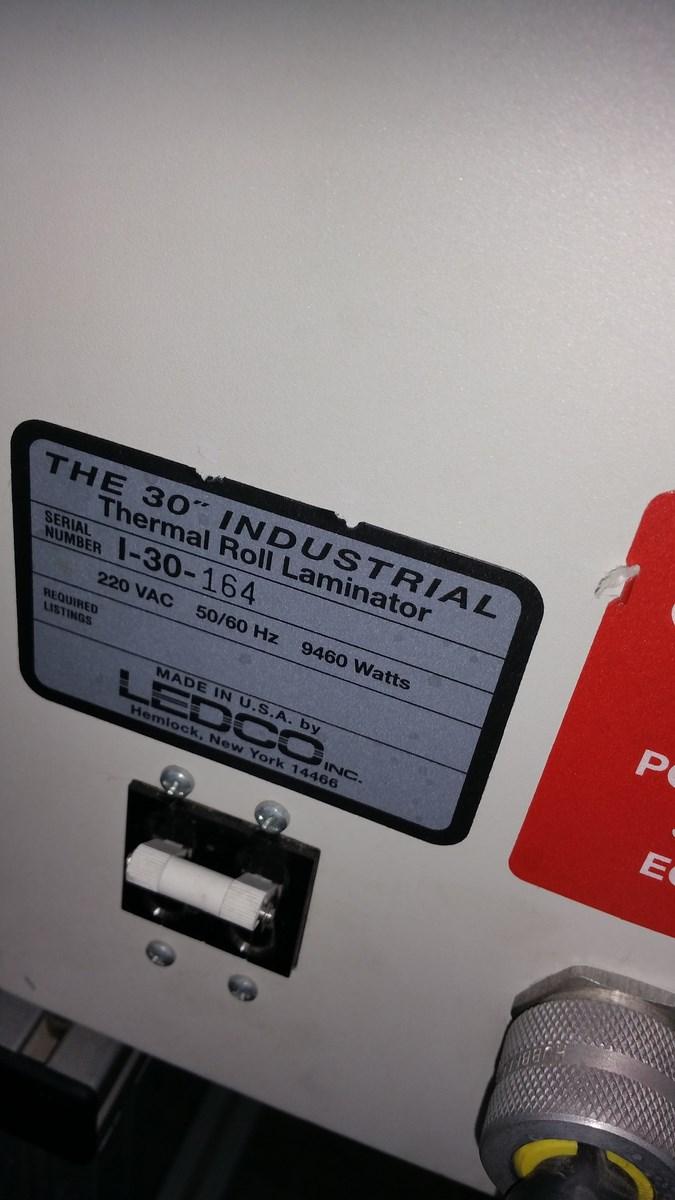 THE 30″ INDUSTRIAL
Thermal Roll Laminator
SERIAL
NUMBER
I-30-164
220 VAC 50/60 Hz 9460 Watts
REQUIRED
LISTINGS
MADE IN U.S.A. by
LEDCO INC.
Hemlock, New York 14466